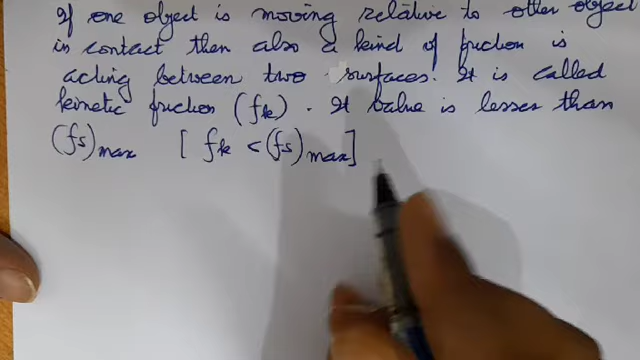 If one object is moving relative to other object
in contact then also a kind of friction is
acting between two surfaces. It is called
kinetic friction (fk). It value is lesser than
(fs)max [ fk < (fs)max]